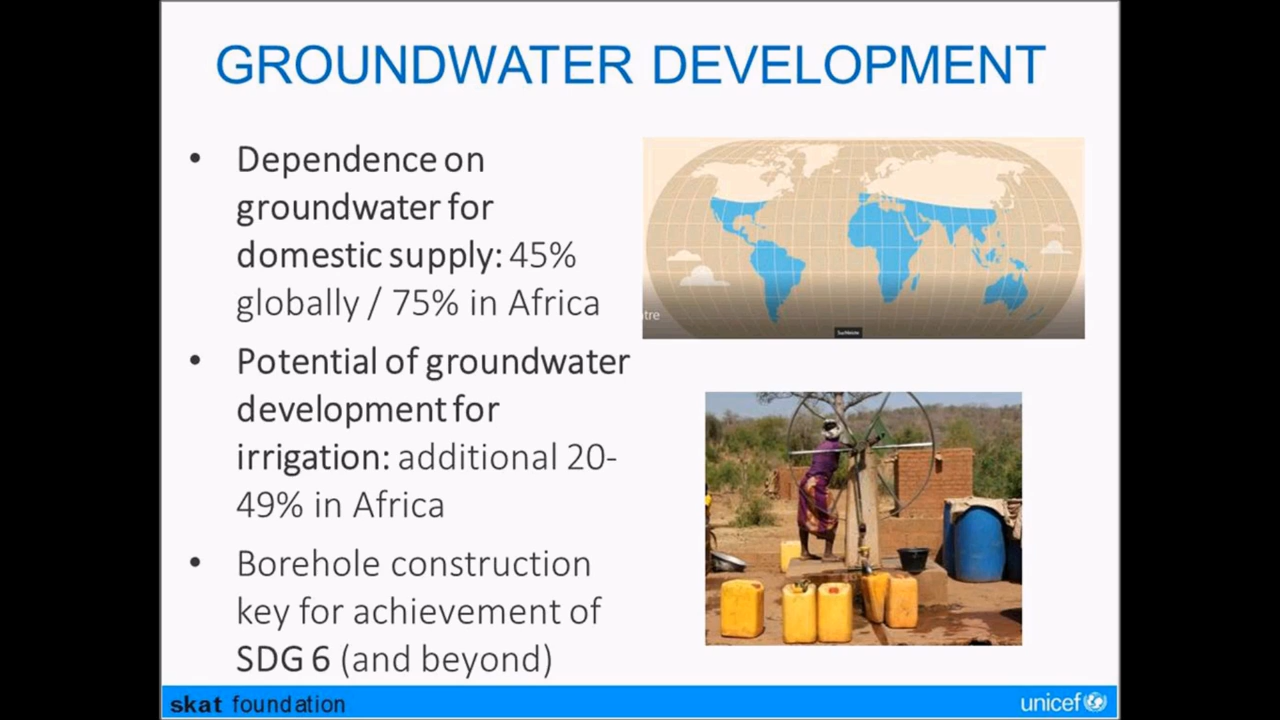 GROUNDWATER DEVELOPMENT
• Dependence on
groundwater for
domestic supply: 45%
globally / 75% in Africa
• Potential of groundwater
development for
irrigation: additional 20-
49% in Africa
• Borehole construction
key for achievement of
SDG 6 (and beyond)
tre
skat foundation
unicef